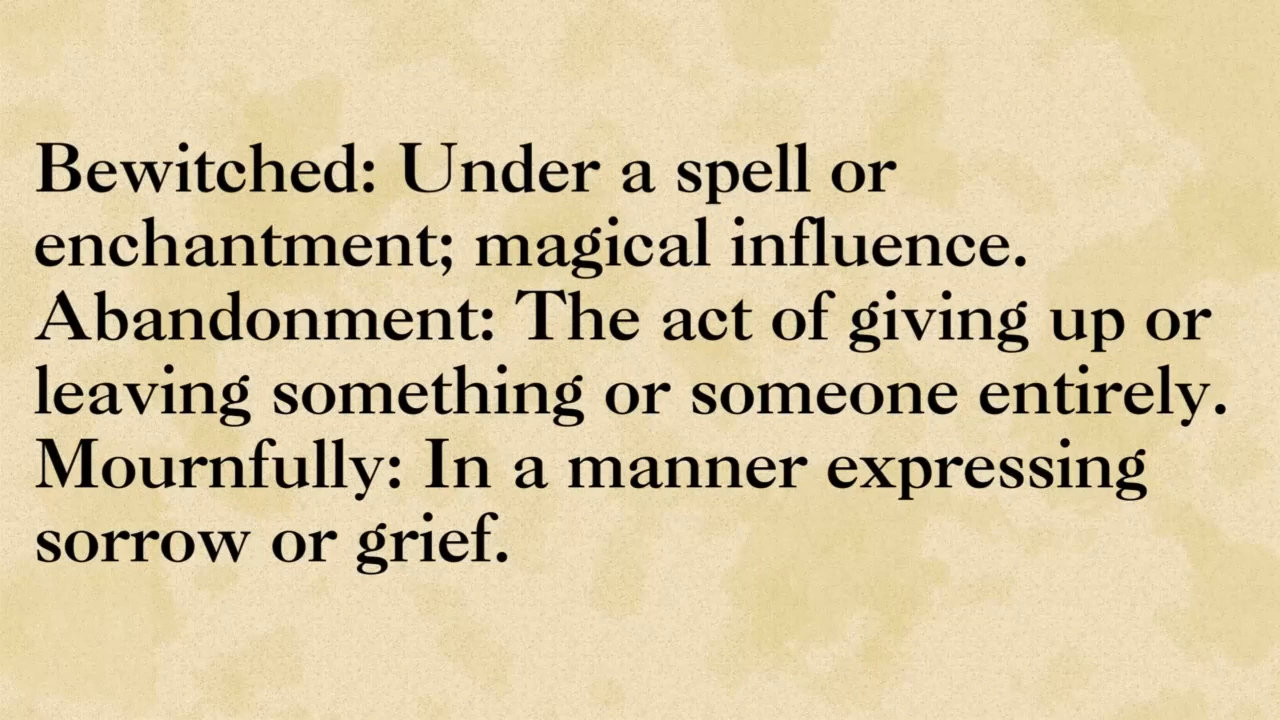 Bewitched: Under a spell or
enchantment; magical influence.
Abandonment: The act of giving up or
leaving something or someone entirely.
Mournfully: In a manner expressing
sorrow or grief.